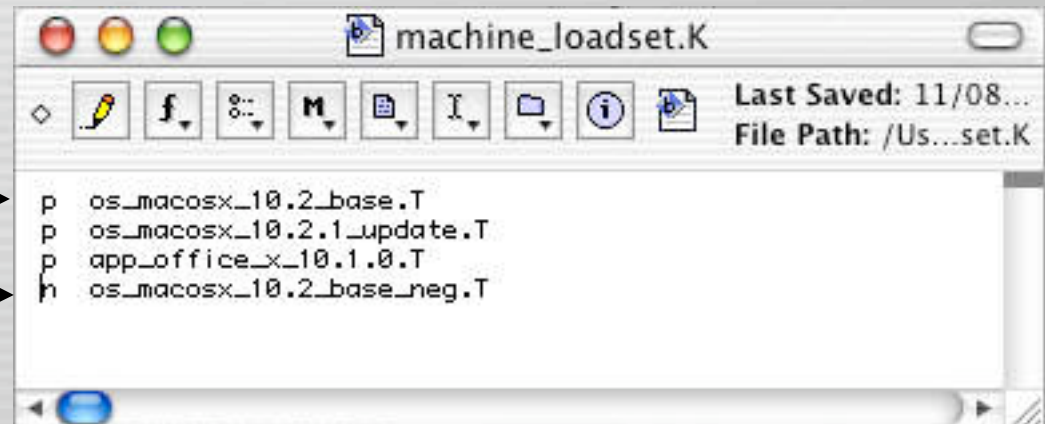 machine_loadset.K
Last Saved: 11/08...
File Path: /Us...set.K
p os_macosx_10.2_base.T
p os_macosx_10.2.1_update.T
p app_office_x_10.1.0.T
n os_macosx_10.2_base_neg.T